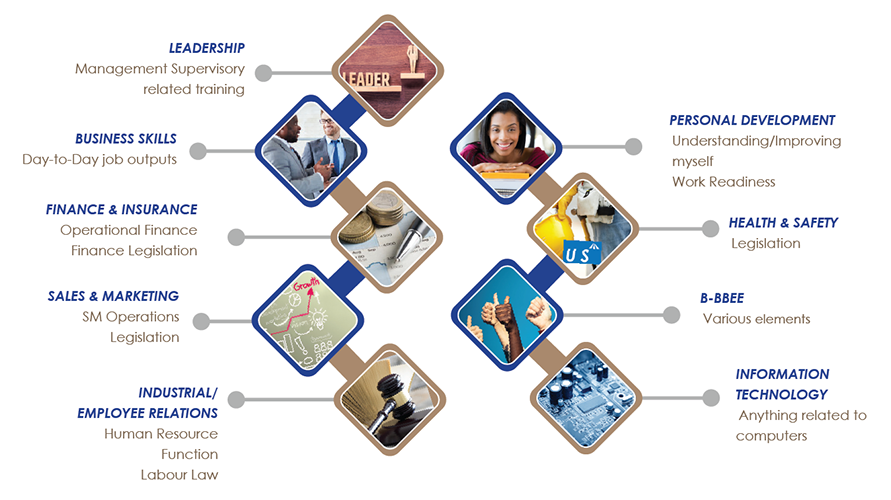 LEADERSHIP
Management Supervisory
related training
LEADER
BUSINESS SKILLS
Day-to-Day job outputs
FINANCE & INSURANCE
Operational Finance
Finance Legislation
SALES & MARKETING
SM Operations
Legislation
Growth
INDUSTRIAL/
EMPLOYEE RELATIONS
Human Resource
Function
Labour Law
PERSONAL DEVELOPMENT
Understanding/Improving
myself
Work Readiness
HEALTH & SAFETY
Legislation
U S
B-BBEE
Various elements
INFORMATION
TECHNOLOGY
Anything related to
computers